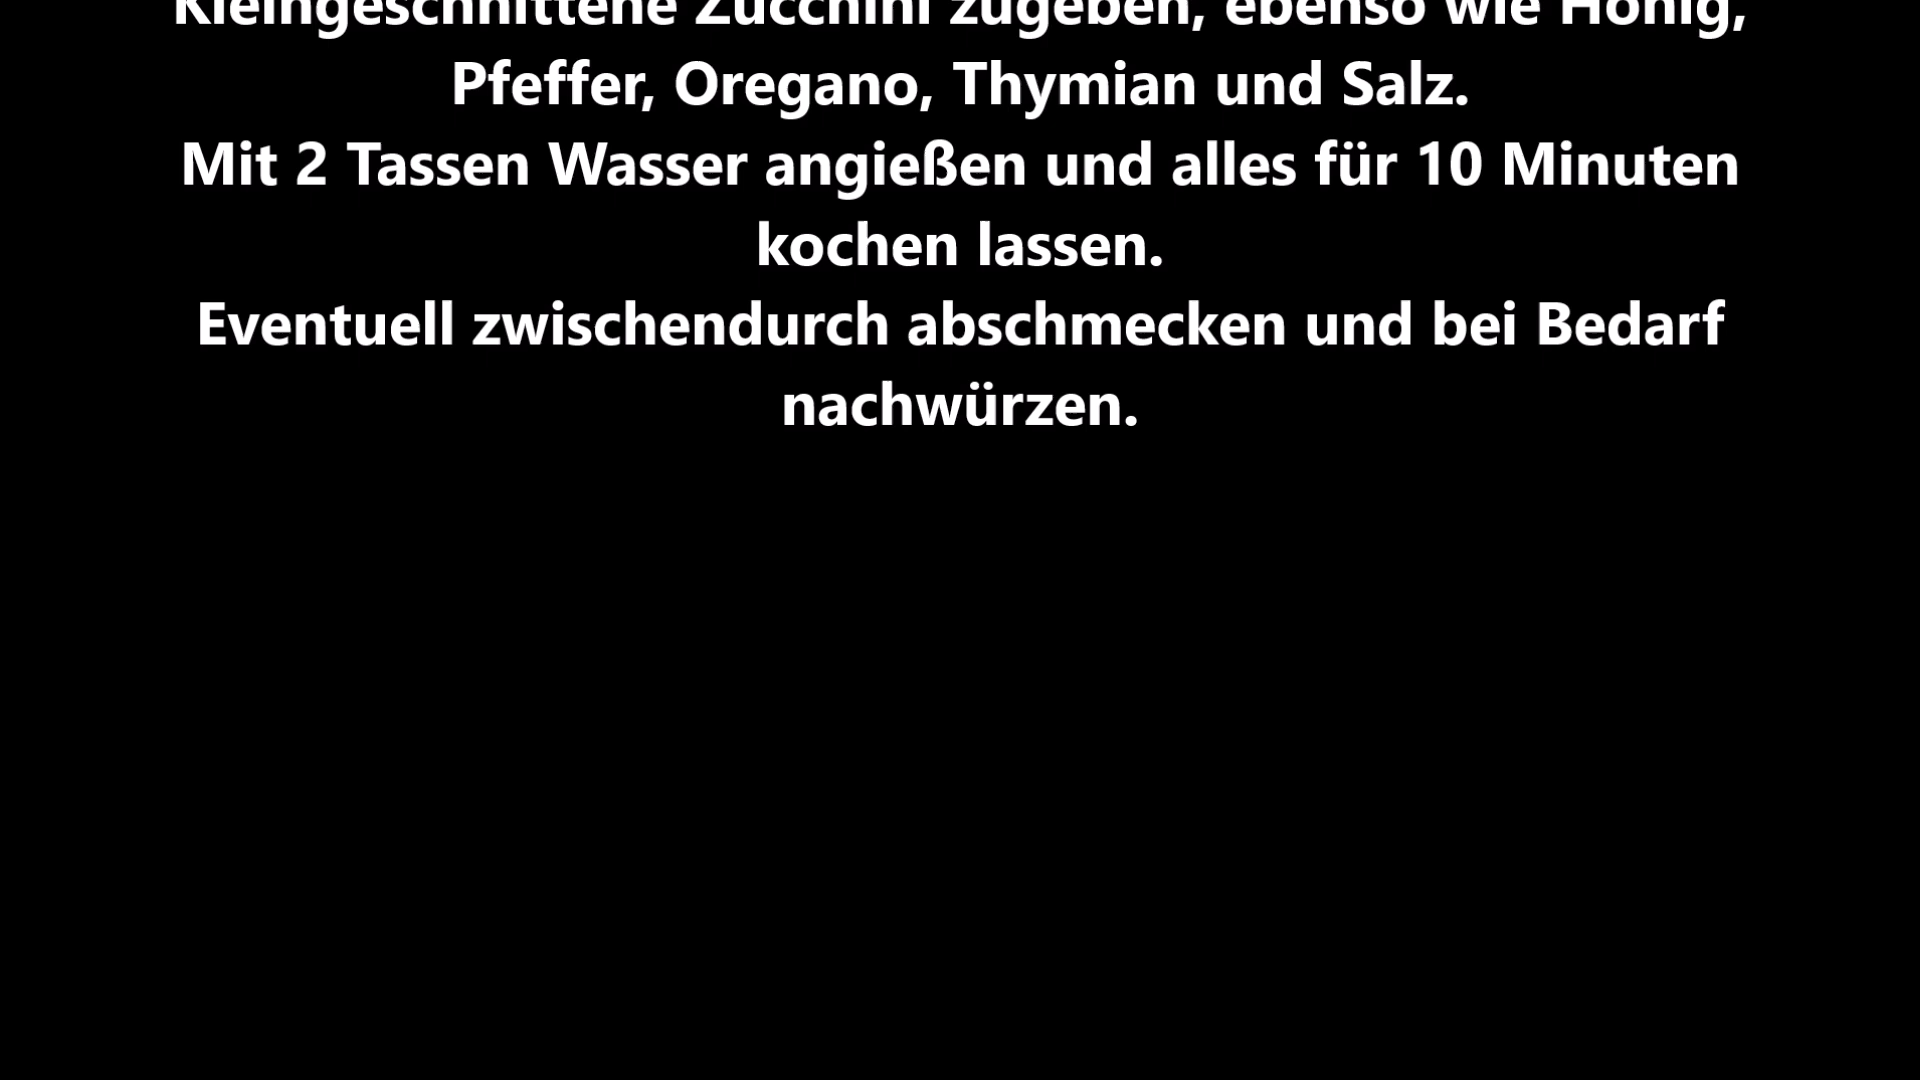 Kleingeschnittene Zucchini zugeben, ebenso wie Honig,
Pfeffer, Oregano, Thymian und Salz.
Mit 2 Tassen Wasser angießen und alles für 10 Minuten
kochen lassen.
Eventuell zwischendurch abschmecken und bei Bedarf
nachwürzen.